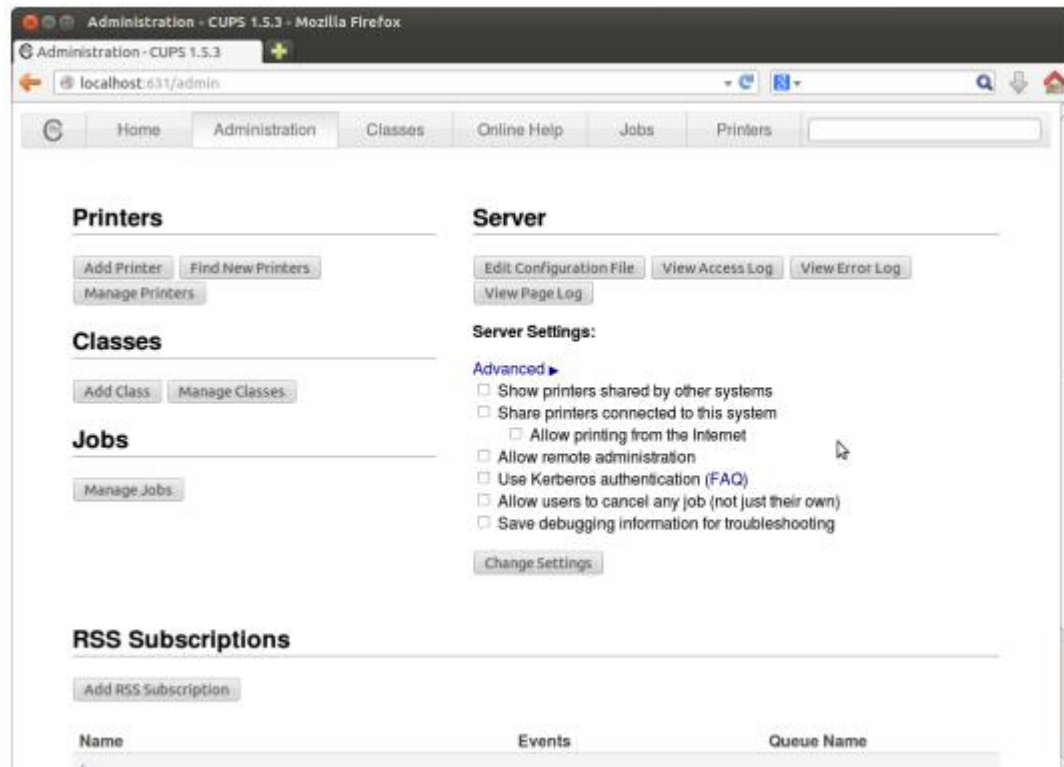 Administration - CUPS 1.5.3 - Mozilla Firefox
Administration - CUPS 1.5.3
localhost:631/admin
Home Administration Classes Online Help Jobs Printers
Printers
Add Printer Find New Printers
Manage Printers
Classes
Add Class Manage Classes
Jobs
Manage Jobs
Server
Edit Configuration File View Access Log View Error Log
View Page Log
Server Settings:
Advanced ▶
Show printers shared by other systems
Share printers connected to this system
Allow printing from the Internet
Allow remote administration
Use Kerberos authentication (FAQ)
Allow users to cancel any job (not just their own)
Save debugging information for troubleshooting
Change Settings
RSS Subscriptions
Add RSS Subscription
Name Events Queue Name